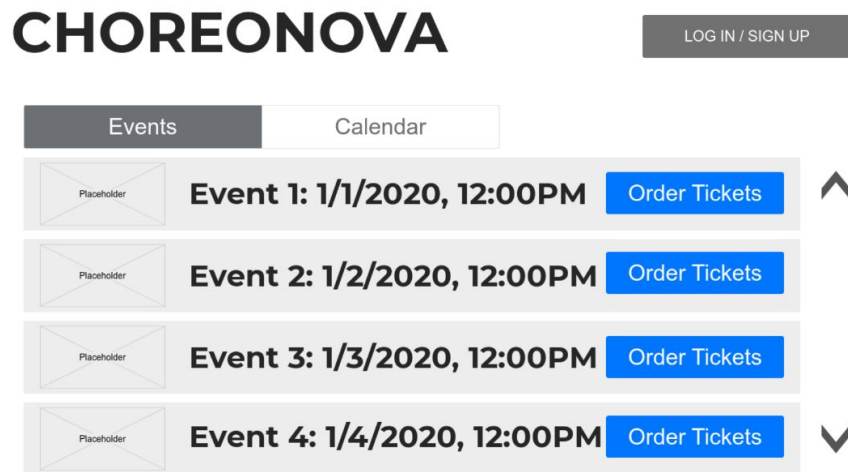 CHOREONOVA
LOG IN / SIGN UP
Events
Calendar
Placeholder
Event 1: 1/1/2020, 12:00PM
Order Tickets
Placeholder
Event 2: 1/2/2020, 12:00PM
Order Tickets
Placeholder
Event 3: 1/3/2020, 12:00PM
Order Tickets
Placeholder
Event 4: 1/4/2020, 12:00PM
Order Tickets